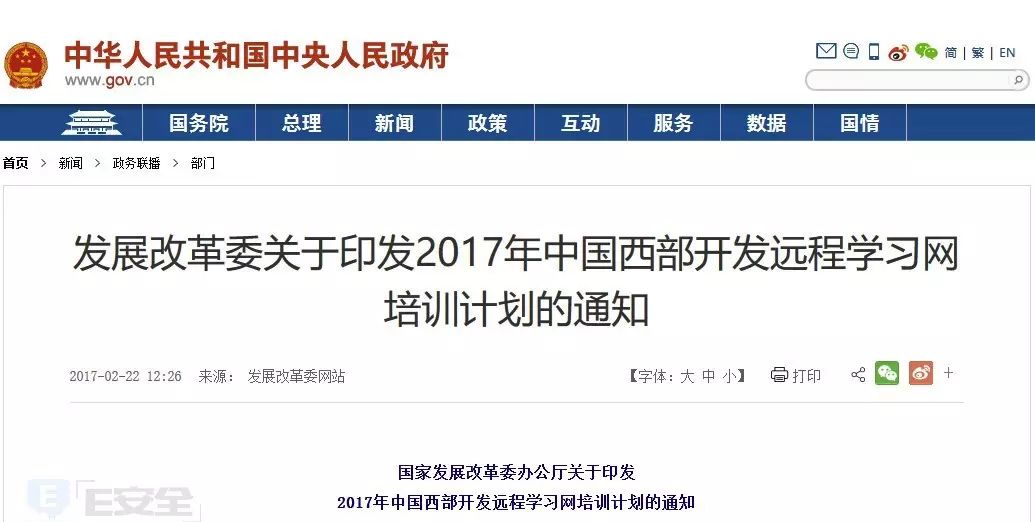 中华人民共和国中央人民政府
www.gov.cn
简 | 繁 | EN
国务院 总理 新闻 政策 互动 服务 数据 国情
首页 > 新闻 > 政务联播 > 部门
发展改革委关于印发2017年中国西部开发远程学习网
培训计划的通知
2017-02-22 12:26 来源: 发展改革委网站 【字体: 大 中 小】 打印 +
国家发展改革委办公厅关于印发
2017年中国西部开发远程学习网培训计划的通知
E安全